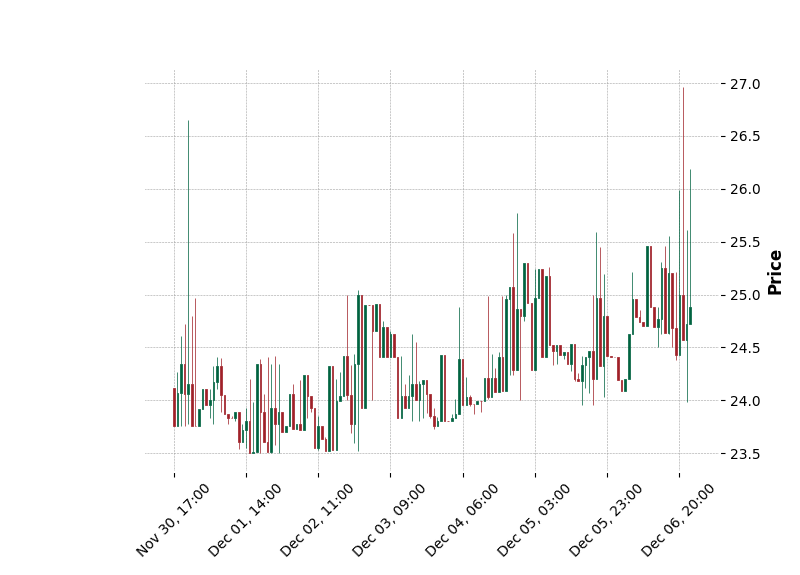 27.0
26.5
26.0
25.5
25.0
24.5
24.0
23.5
Price
Nov 30, 17:00
Dec 01, 14:00
Dec 02, 11:00
Dec 03, 09:00
Dec 04, 06:00
Dec 05, 03:00
Dec 05, 23:00
Dec 06, 20:00